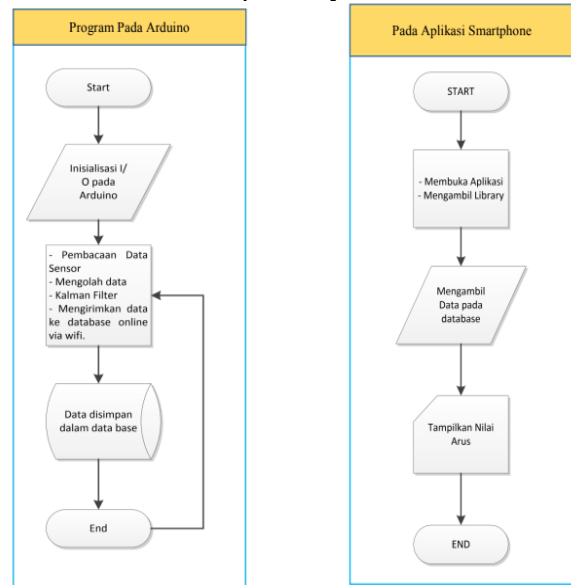 Program Pada Arduino
Start
Inisialisasi I/
O pada
Arduino
- Pembacaan Data
Sensor
- Mengolah data
- Kalman Filter
- Mengirimkan data
ke database online
via wifi.
Data disimpan
dalam data base
End
Pada Aplikasi Smartphone
START
- Membuka Aplikasi
- Mengambil Library
Mengambil
Data pada
database
Tampilkan Nilai
Arus
END